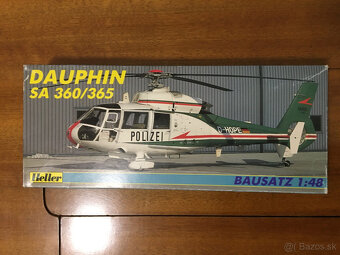 DAUPHIN
SA 360/365
POLIZEI
D-HOPE
Heller
BAUSATZ 1:48
Bazos.sk